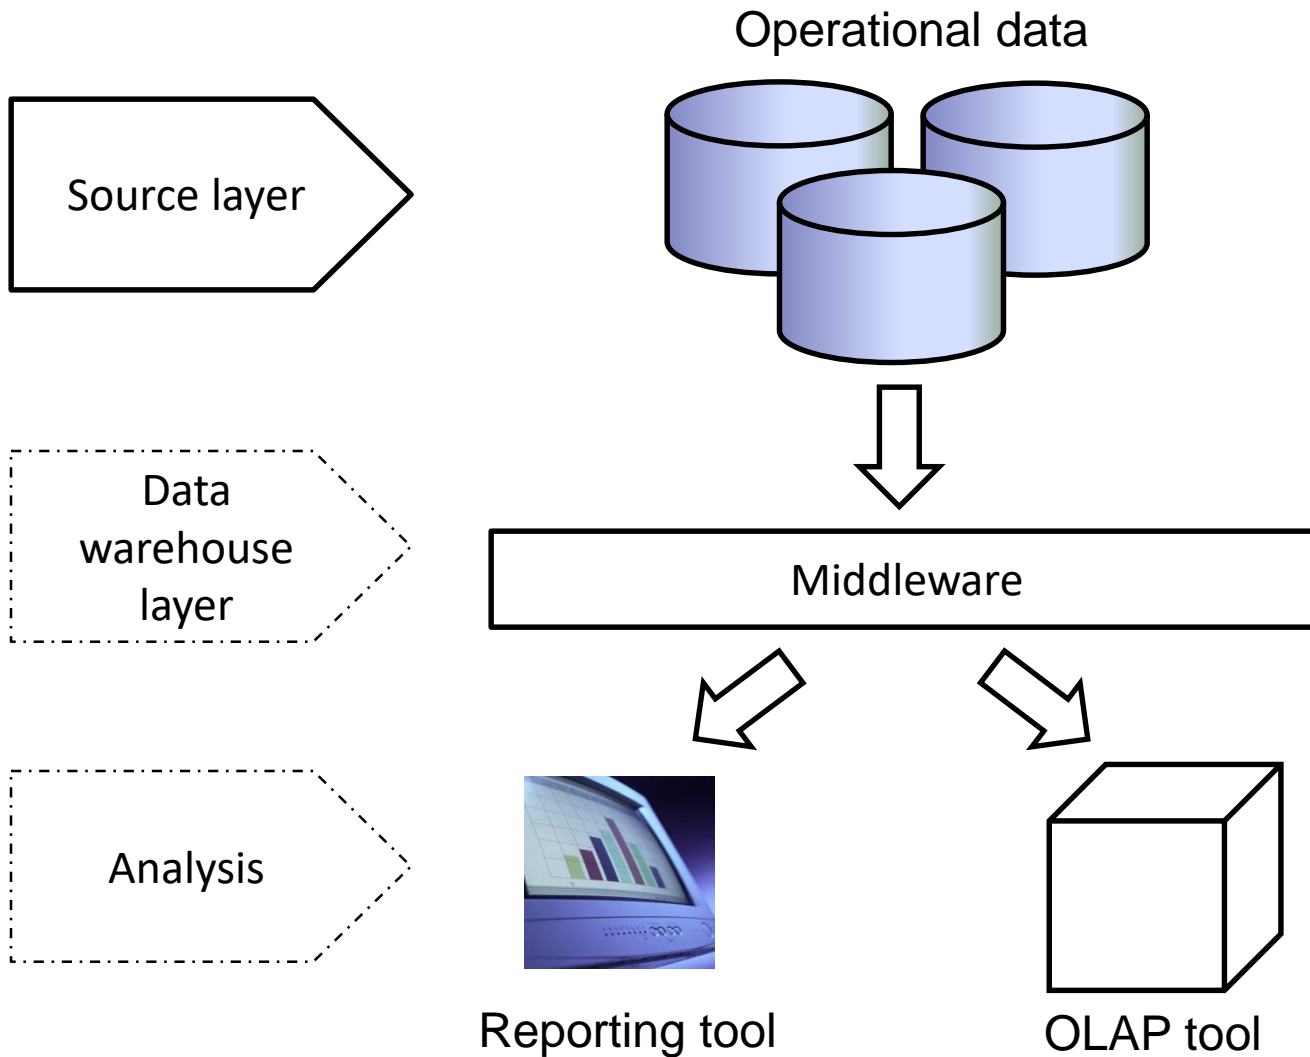 Operational data
Source layer
Data
warehouse
layer
Middleware
Analysis
Reporting tool
OLAP tool